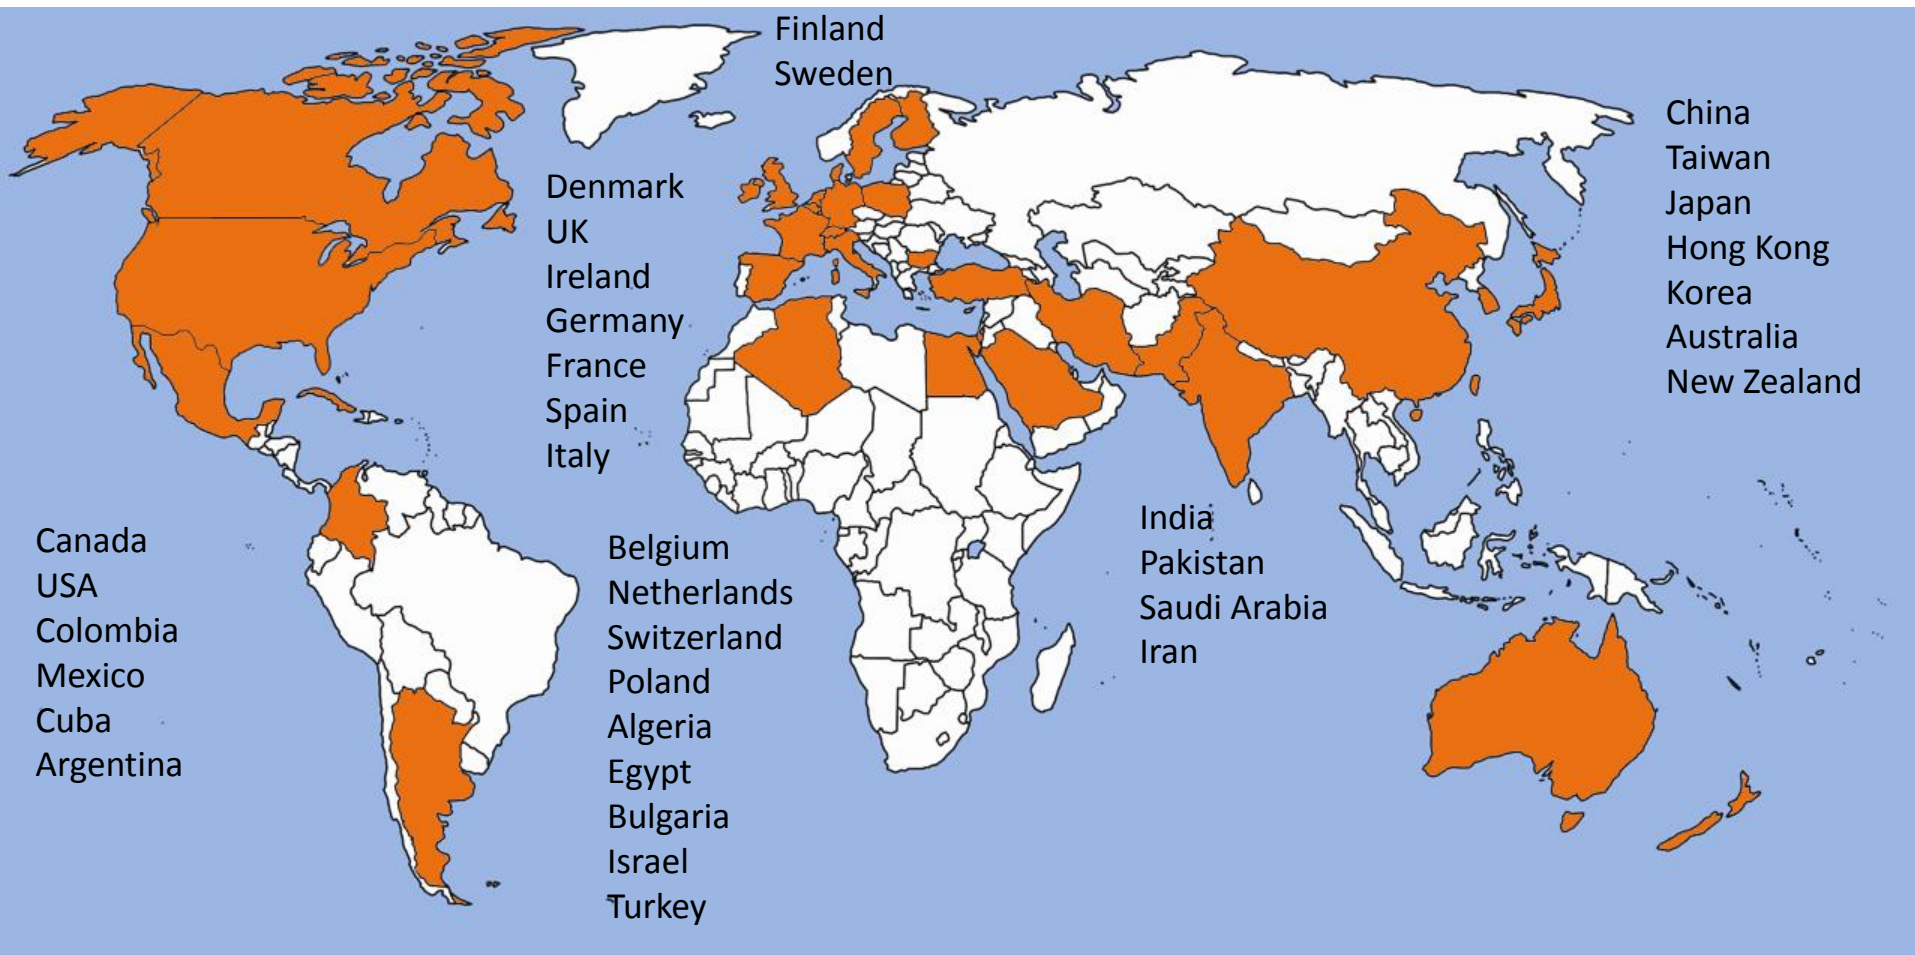 Finland
Sweden
Denmark
UK
Ireland
Germany
France
Spain
Italy
China
Taiwan
Japan
Hong Kong
Korea
Australia
New Zealand
Canada
USA
Colombia
Mexico
Cuba
Argentina
Belgium
Netherlands
Switzerland
Poland
Algeria
Egypt
Bulgaria
Israel
Turkey
India
Pakistan
Saudi Arabia
Iran